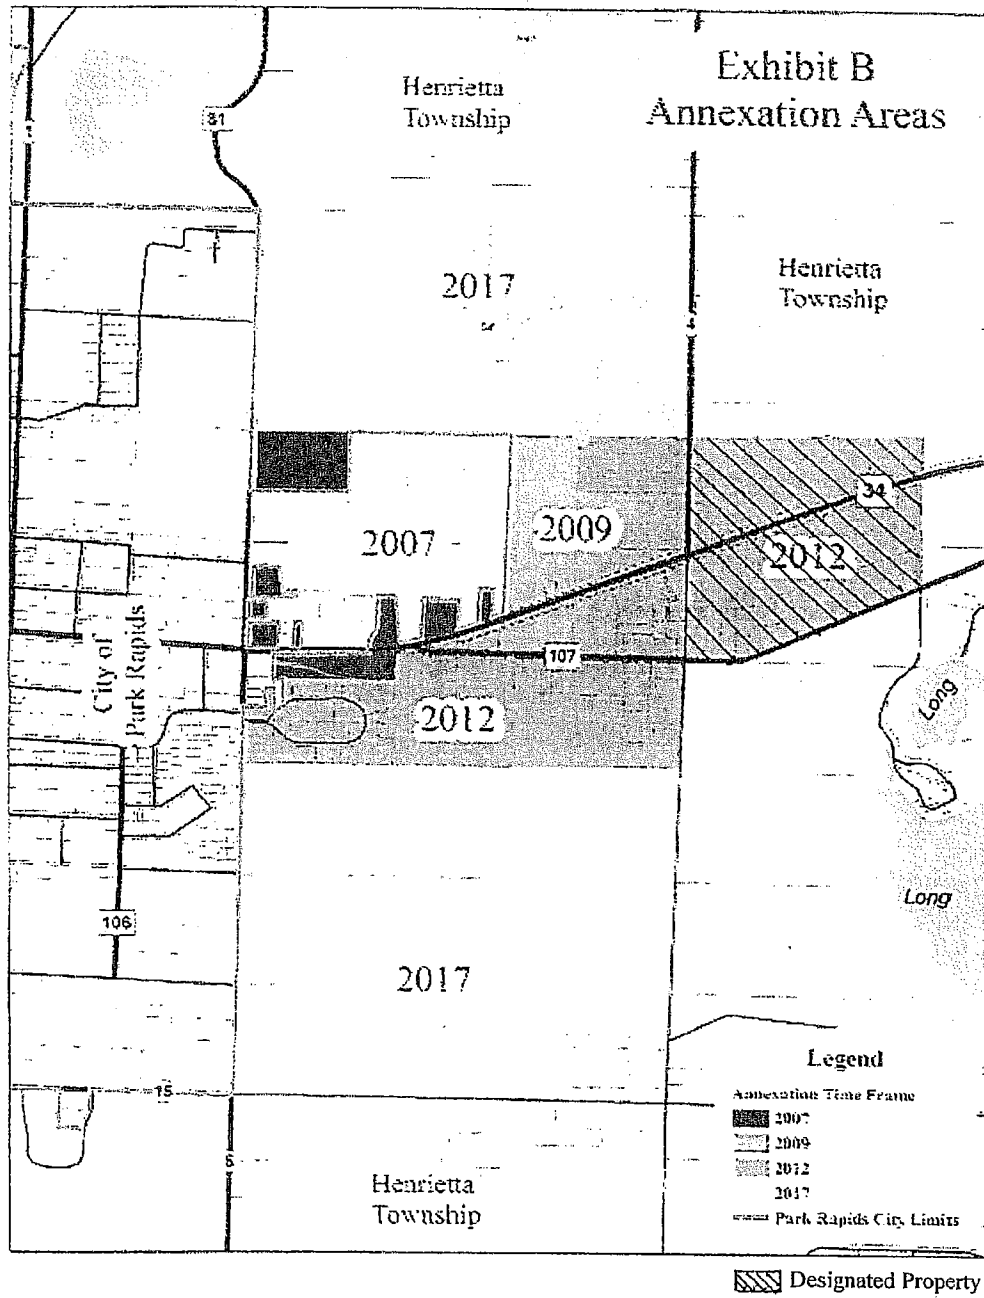 Exhibit B
Annexation Areas
Henrietta
Township
81
2017
Henrietta
Township
4
34
2007
2009
2012
City of
Park Rapids
107
2012
Long
Long
106
2017
15
6
Henrietta
Township
Legend
Annexation Time Frame
2007
2009
2012
2017
Park Rapids City Limits
Designated Property